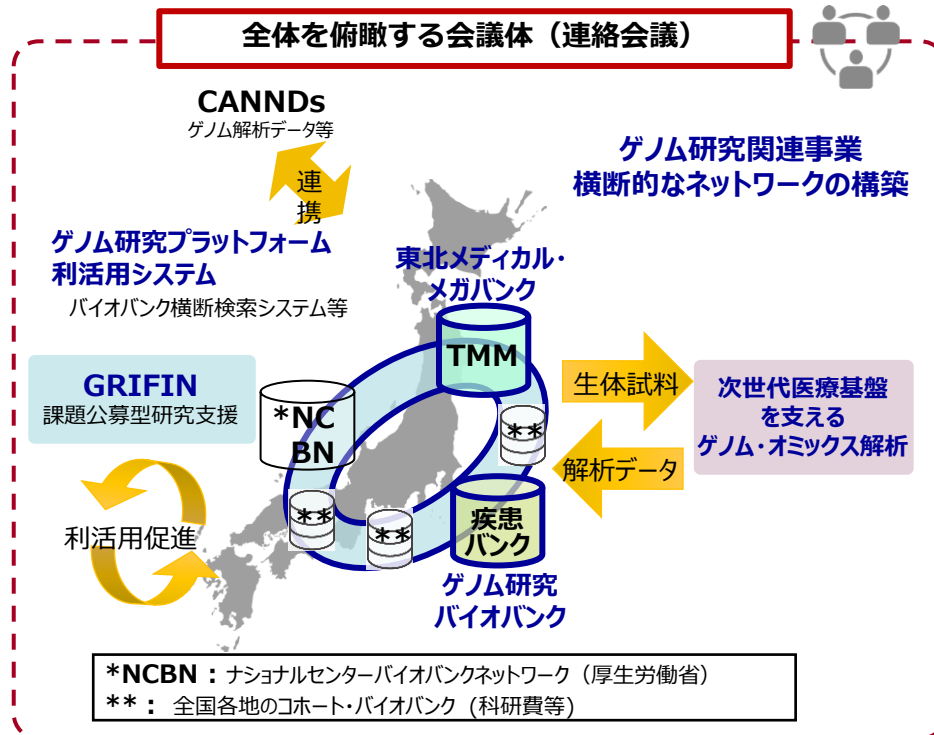 全体を俯瞰する会議体（連絡会議）
CANNDs
ゲノム解析データ等
連
携
ゲノム研究関連事業
横断的なネットワークの構築
ゲノム研究プラットフォーム
利活用システム
バイオバンク横断検索システム等
東北メディカル・
メガバンク
TMM
GRIFIN
課題公募型研究支援
*NC
BN
**
生体試料
解析データ
次世代医療基盤
を支える
ゲノム・オミックス解析
利活用促進
**
**
疾患
バンク
ゲノム研究
バイオバンク
*NCBN：ナショナルセンターバイオバンクネットワーク（厚生労働省）
**： 全国各地のコホート・バイオバンク (科研費等)